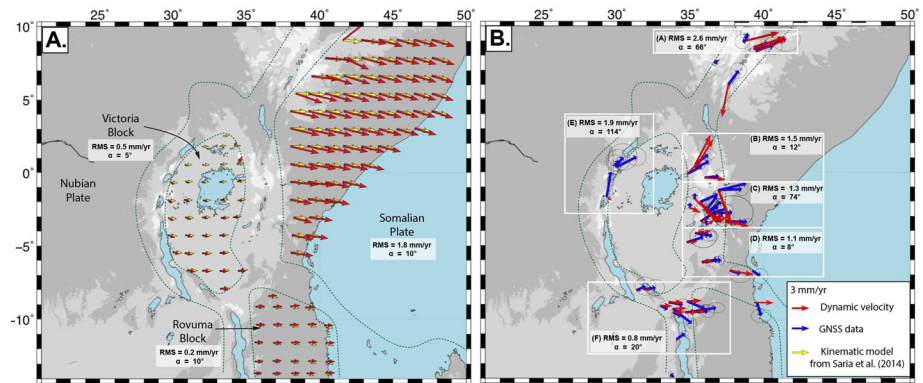 25 30 35 40 45 50
25 30 35 40 45 50
10°
5°
0°
−5°
−10°
A.
Victoria
Block
RMS = 0.5 mm/yr
α = 5°
Nubian
Plate
Somalian
Plate
RMS = 1.8 mm/yr
α = 10°
Rovuma
Block
RMS = 0.2 mm/yr
α = 10°
B.
(A) RMS = 2.6 mm/yr
α = 66°
(E) RMS = 1.9 mm/yr
α = 114°
(B) RMS = 1.5 mm/yr
α = 12°
(C) RMS = 1.3 mm/yr
α = 74°
(D) RMS = 1.1 mm/yr
α = 8°
(F) RMS = 0.8 mm/yr
α = 20°
3 mm/yr
Dynamic velocity
GNSS data
Kinematic model
from Saria et al. (2014)